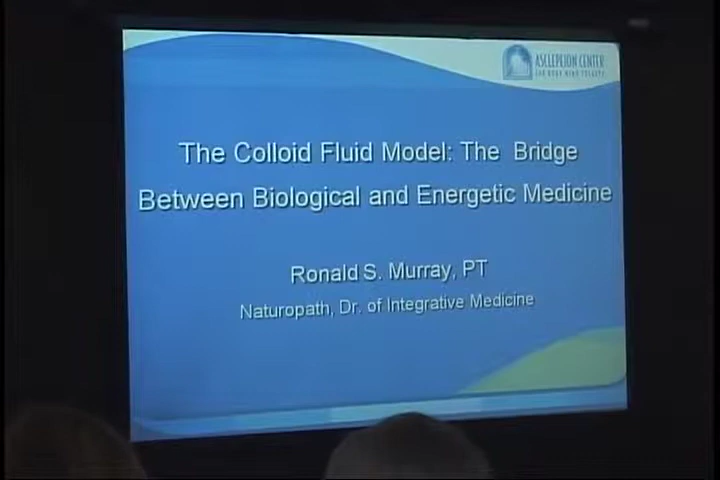 ASCLEPEION CENTER
The Colloid Fluid Model: The Bridge
Between Biological and Energetic Medicine
Ronald S. Murray, PT
Naturopath, Dr. of Integrative Medicine